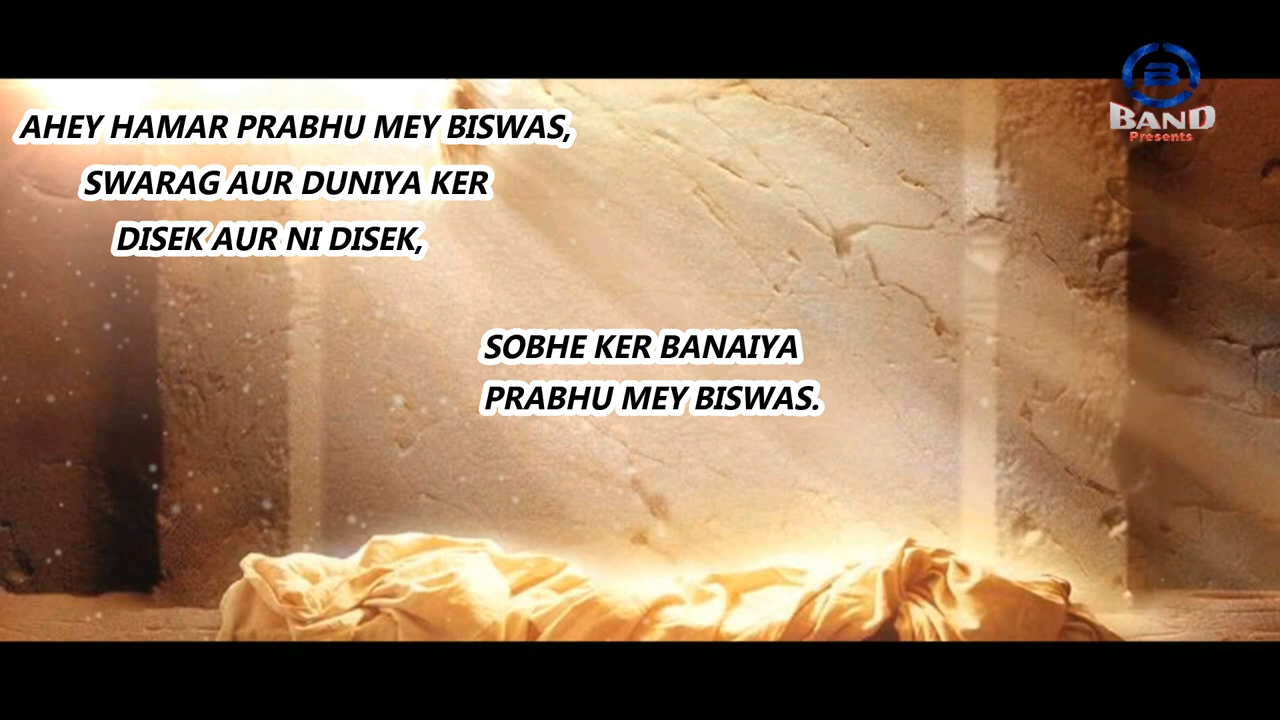 AHEY HAMAR PRABHU MEY BISWAS,
SWARAG AUR DUNIYA KER
DISEK AUR NI DISEK,
SOBHE KER BANAIYA
PRABHU MEY BISWAS.
B
BAND
Presents